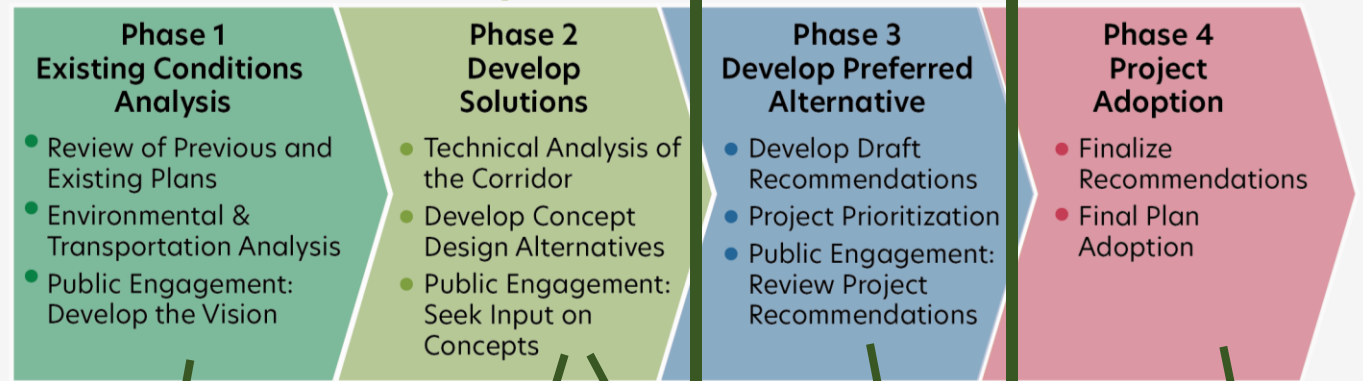 Phase 1
Existing Conditions
Analysis
Review of Previous and
Existing Plans
Environmental &
Transportation Analysis
Public Engagement:
Develop the Vision
Phase 2
Develop
Solutions
Technical Analysis of
the Corridor
Develop Concept
Design Alternatives
Public Engagement:
Seek Input on
Concepts
Phase 3
Develop Preferred
Alternative
Develop Draft
Recommendations
Project Prioritization
Public Engagement:
Review Project
Recommendations
Phase 4
Project
Adoption
Finalize
Recommendations
Final Plan
Adoption